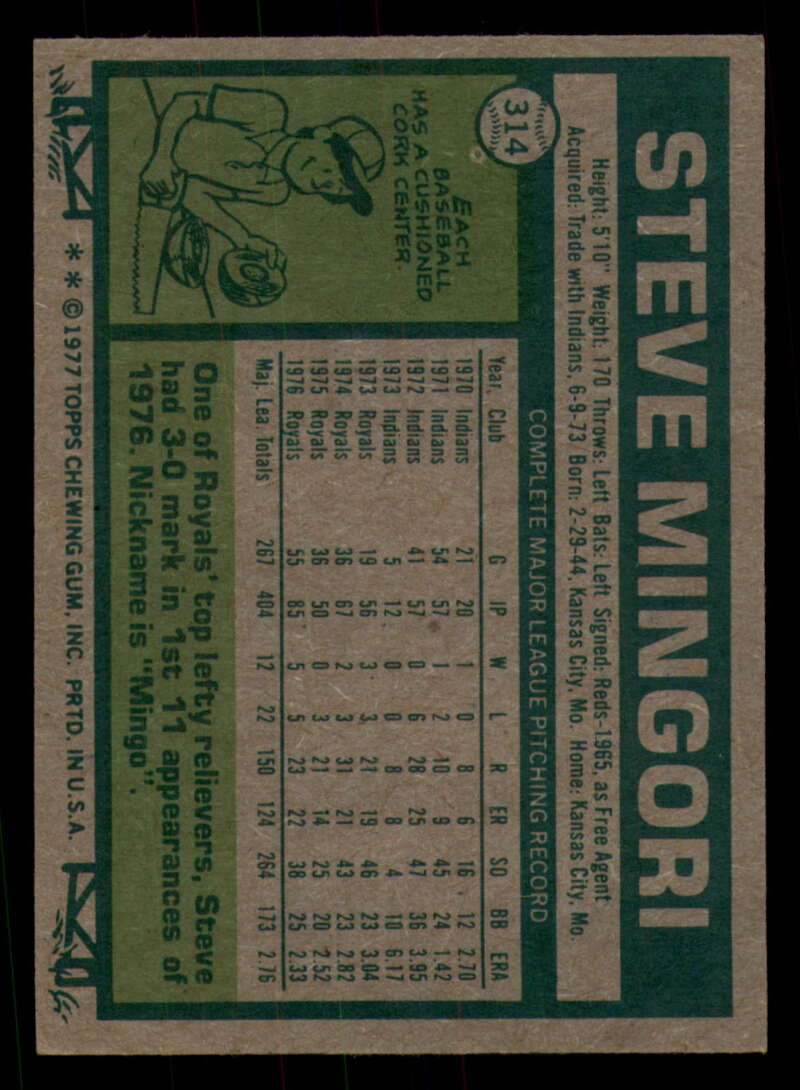 314
STEVE MINGORI
Height: 5'10" Weight: 170 Throws: Left Bats: Left Signed: Reds-1965, as Free Agent
Acquired: Trade with Indians, 6-9-73 Born: 2-29-44, Kansas City, Mo. Home: Kansas City, Mo.
EACH
BASEBALL
HAS A CUSHIONED
CORK CENTER.
COMPLETE MAJOR LEAGUE PITCHING RECORD
Year Club G IP W L R ER SO BB ERA
1970 Indians 21 20 1 0 8 6 16 12 2.70
1971 Indians 54 57 1 2 10 9 45 24 1.42
1972 Indians 41 57 0 6 28 25 47 36 3.95
1973 Indians 5 12 0 0 8 8 4 10 6.17
1973 Royals 19 56 3 3 21 19 46 23 3.04
1974 Royals 36 67 2 3 31 21 43 23 2.82
1975 Royals 36 50 0 3 21 14 25 20 2.52
1976 Royals 55 85 5 5 23 22 38 25 2.33
Maj. Lea Totals 267 404 12 22 150 124 264 173 2.76
One of Royals' top lefty relievers, Steve
had 3-0 mark in 1st 11 appearances of
1976. Nickname is "Mingo".
* * © 1977 TOPPS CHEWING GUM, INC. PRTD. IN U.S.A.